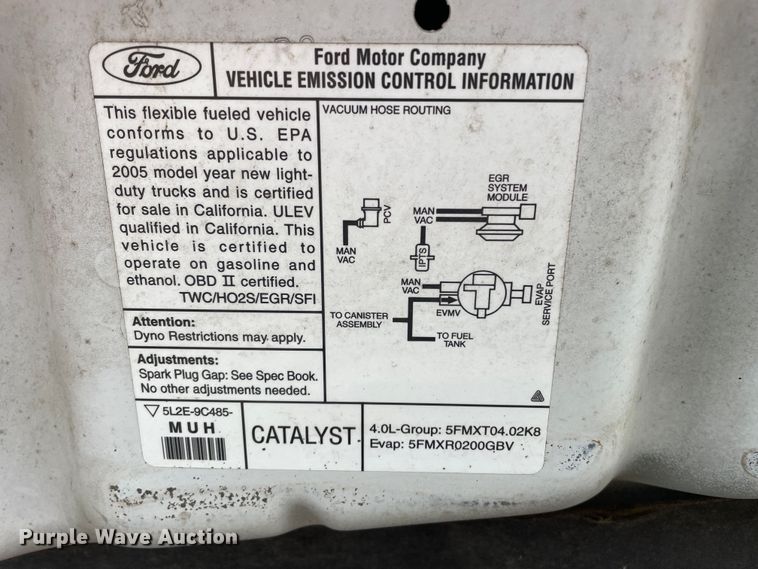 Ford
Ford Motor Company
VEHICLE EMISSION CONTROL INFORMATION
This flexible fueled vehicle
conforms to U.S. EPA
regulations applicable to
2005 model year new light-
duty trucks and is certified
for sale in California. ULEV
qualified in California. This
vehicle is certified to
operate on gasoline and
ethanol. OBD II certified.
TWC/HO2S/EGR/SFI
Attention:
Dyno Restrictions may apply.
Adjustments:
Spark Plug Gap: See Spec Book.
No other adjustments needed.
VACUUM HOSE ROUTING
PCV
MAN
VAC
EGR
SYSTEM
MODULE
MAN
VAC
IPTS
MAN
VAC
EVMV
EVAP
SERVICE PORT
TO CANISTER
ASSEMBLY
TO FUEL
TANK
5L2E-9C485-
MUH
CATALYST
4.0L-Group: 5FMXT04.02K8
Evap: 5FMXR0200GBV
Purple Wave Auction